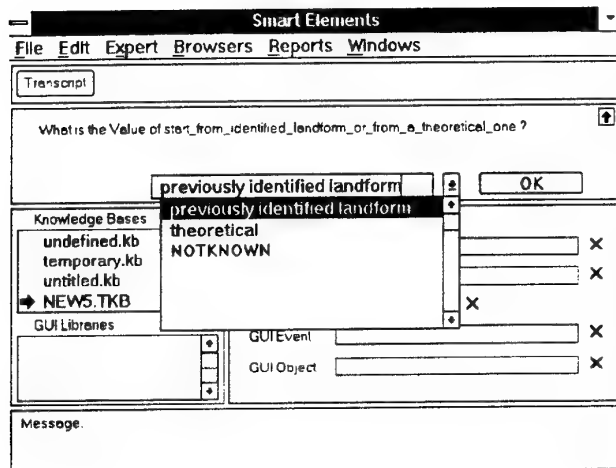 Smart Elements
File Edit Expert Browsers Reports Windows
Transcript
What is the Value of start_from_identified_landform_or_from_a_theoretical_one ?
previously identified landform
OK
previously identified landform
theoretical
NOTKNOWN
Knowledge Bases
undefined.kb
temporary.kb
untitled.kb
NEW5.TKB
GUI Libraries
GUI Event
GUI Object
Message.